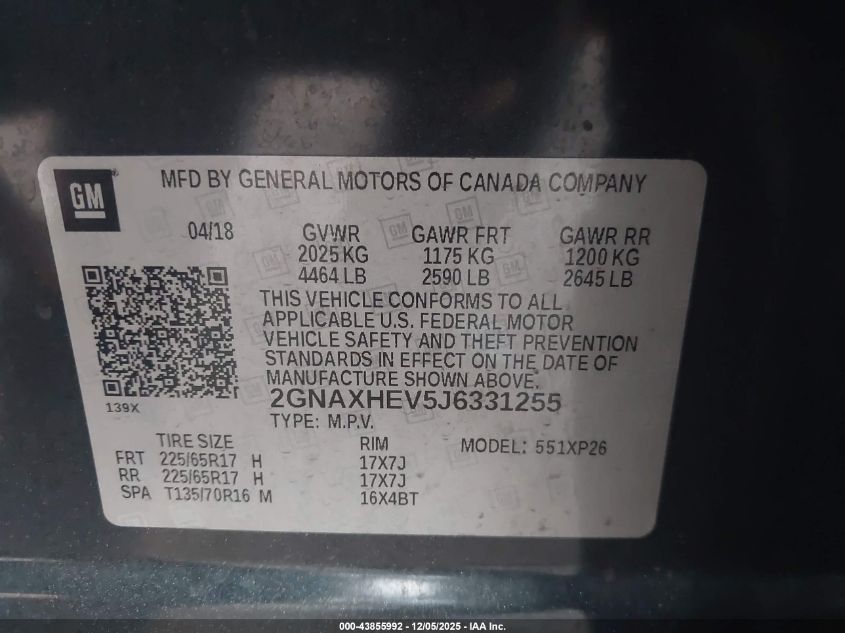 GM
MFD BY GENERAL MOTORS OF CANADA COMPANY
04/18 GVWR GAWR FRT GAWR RR
2025 KG 1175 KG 1200 KG
4464 LB 2590 LB 2645 LB
THIS VEHICLE CONFORMS TO ALL
APPLICABLE U.S. FEDERAL MOTOR
VEHICLE SAFETY AND THEFT PREVENTION
STANDARDS IN EFFECT ON THE DATE OF
MANUFACTURE SHOWN ABOVE.
139X
2GNAXHEV5J6331255
TYPE: M.P.V.
TIRE SIZE RIM MODEL: 551XP26
FRT 225/65R17 H 17X7J
RR 225/65R17 H 17X7J
SPA T135/70R16 M 16X4BT
000-43855992 - 12/05/2025 - IAA Inc.